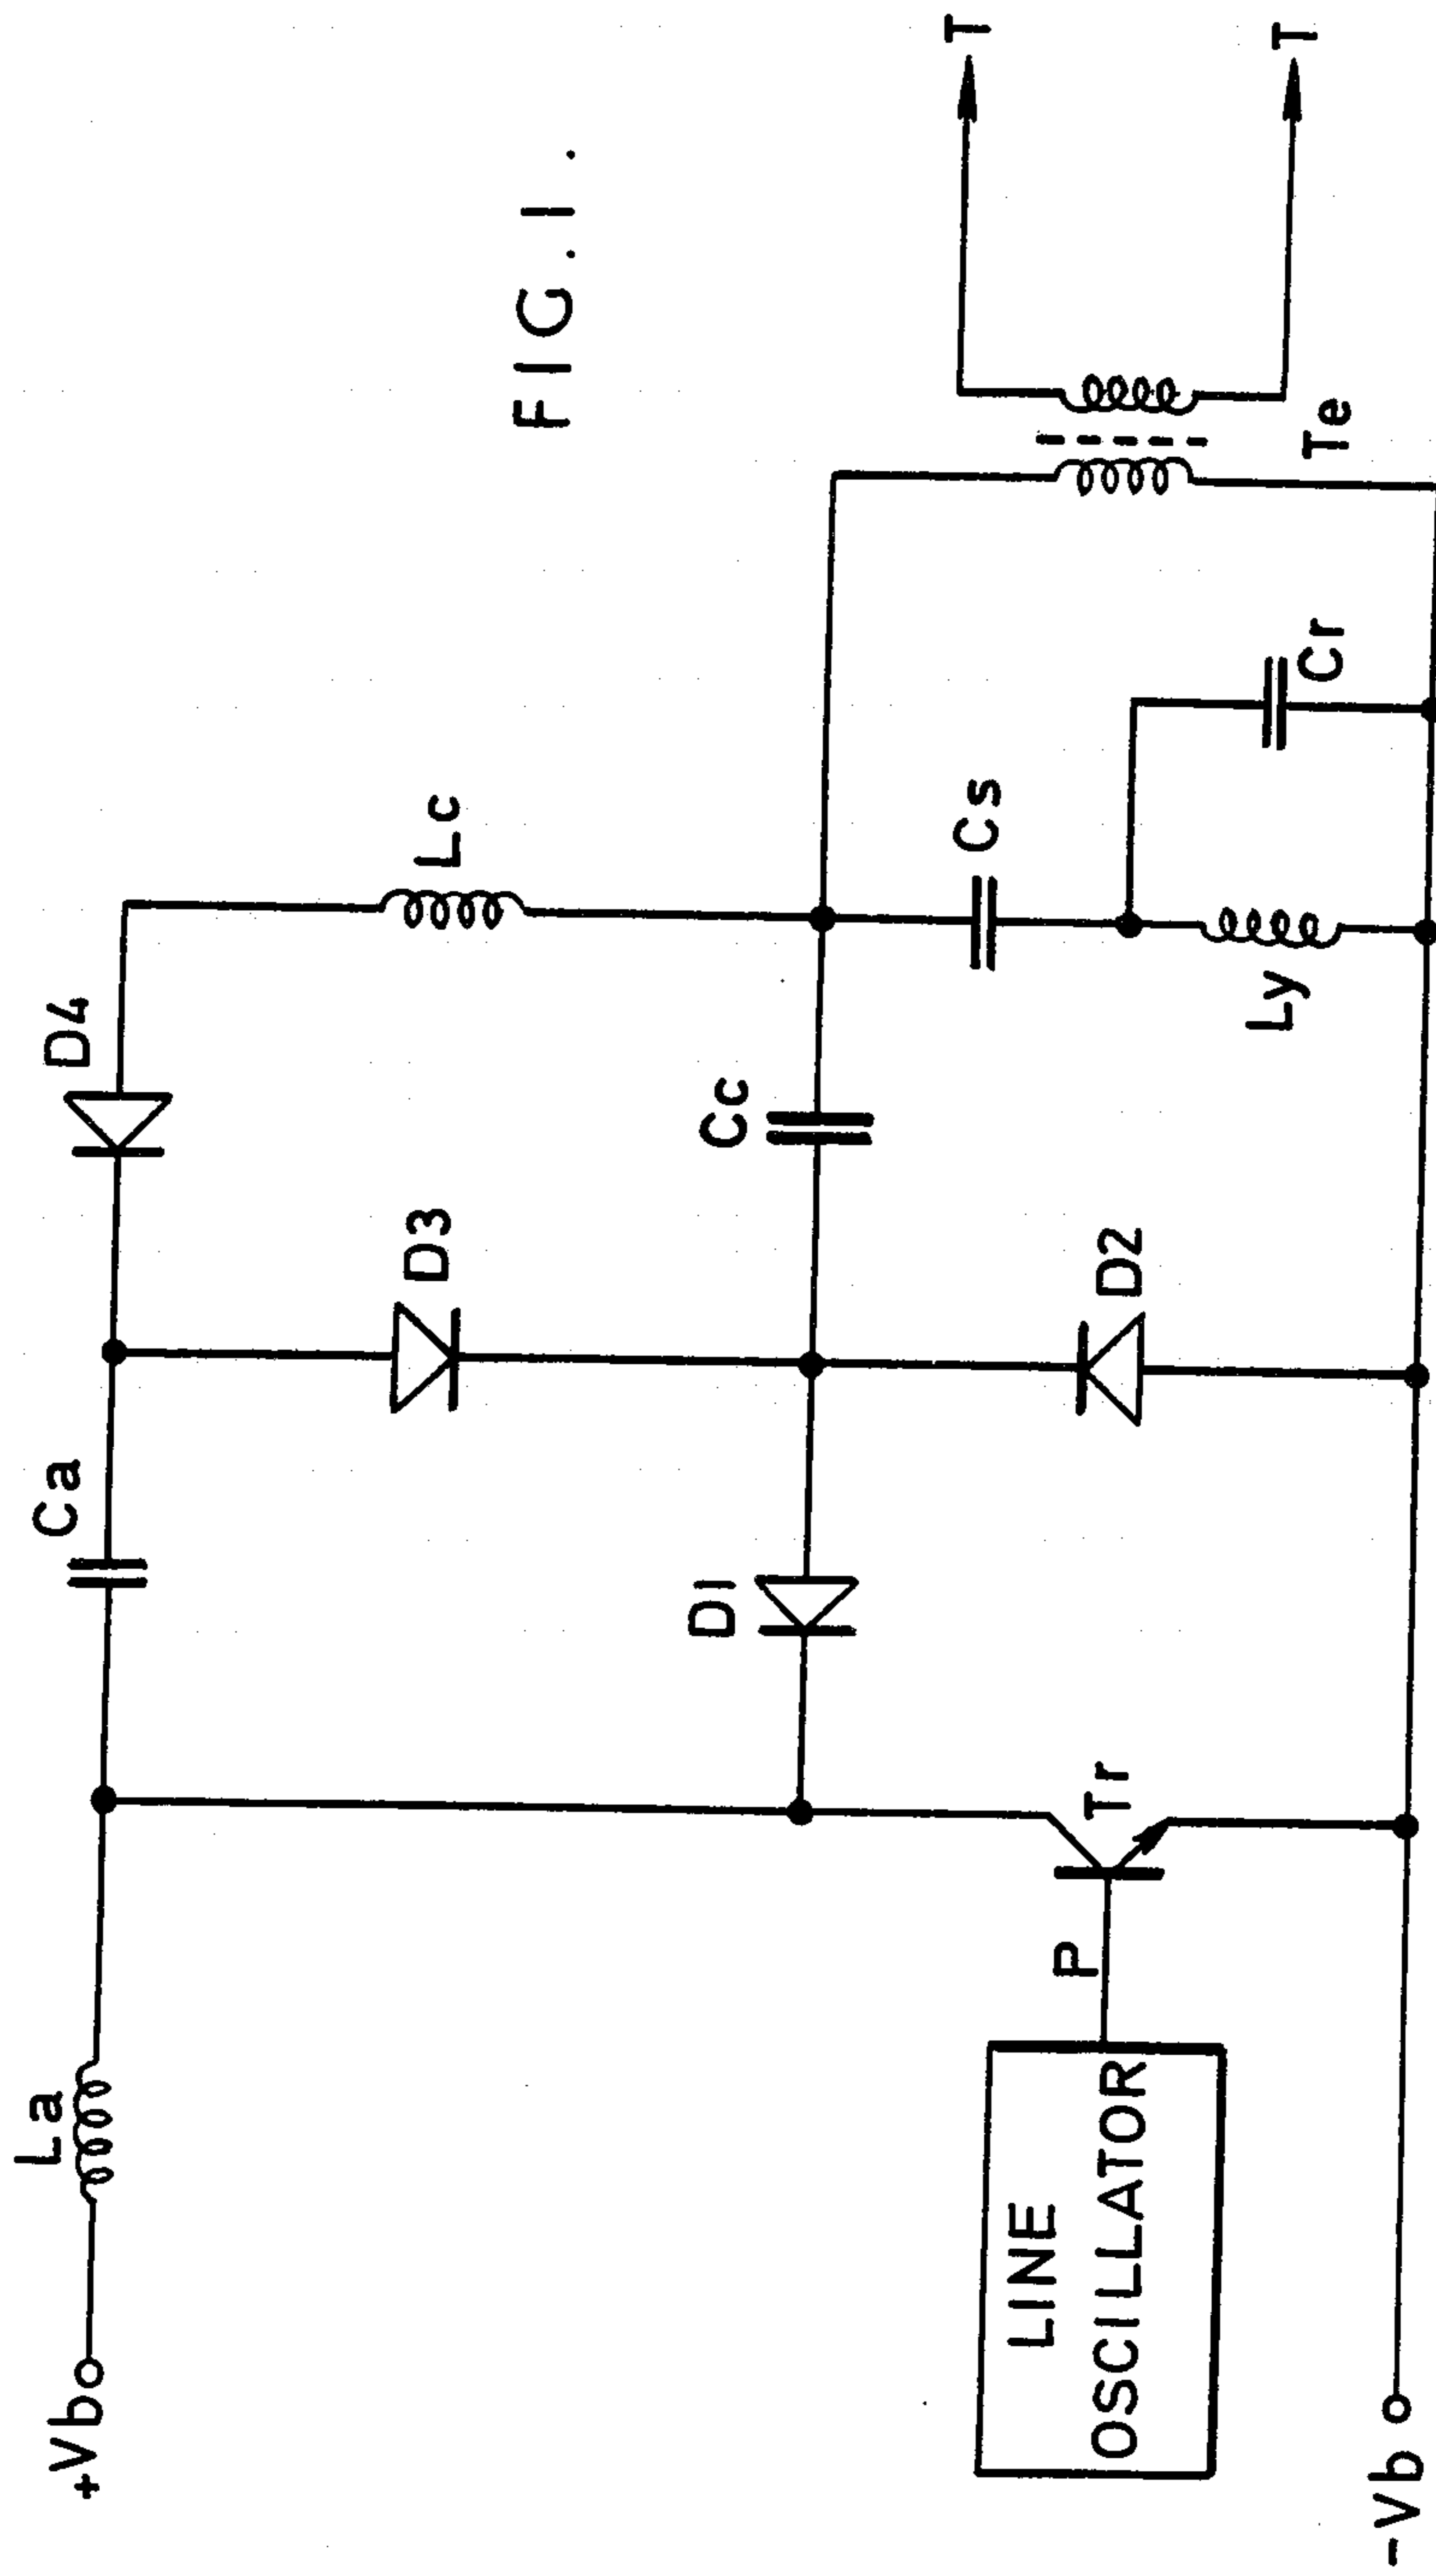 +Vb
La
Ca
D4
D3
Lc
FIG. 1.
D1
Cc
LINE
OSCILLATOR
P
Tr
D2
Cs
Ly
Cr
Te
T
T
-Vb